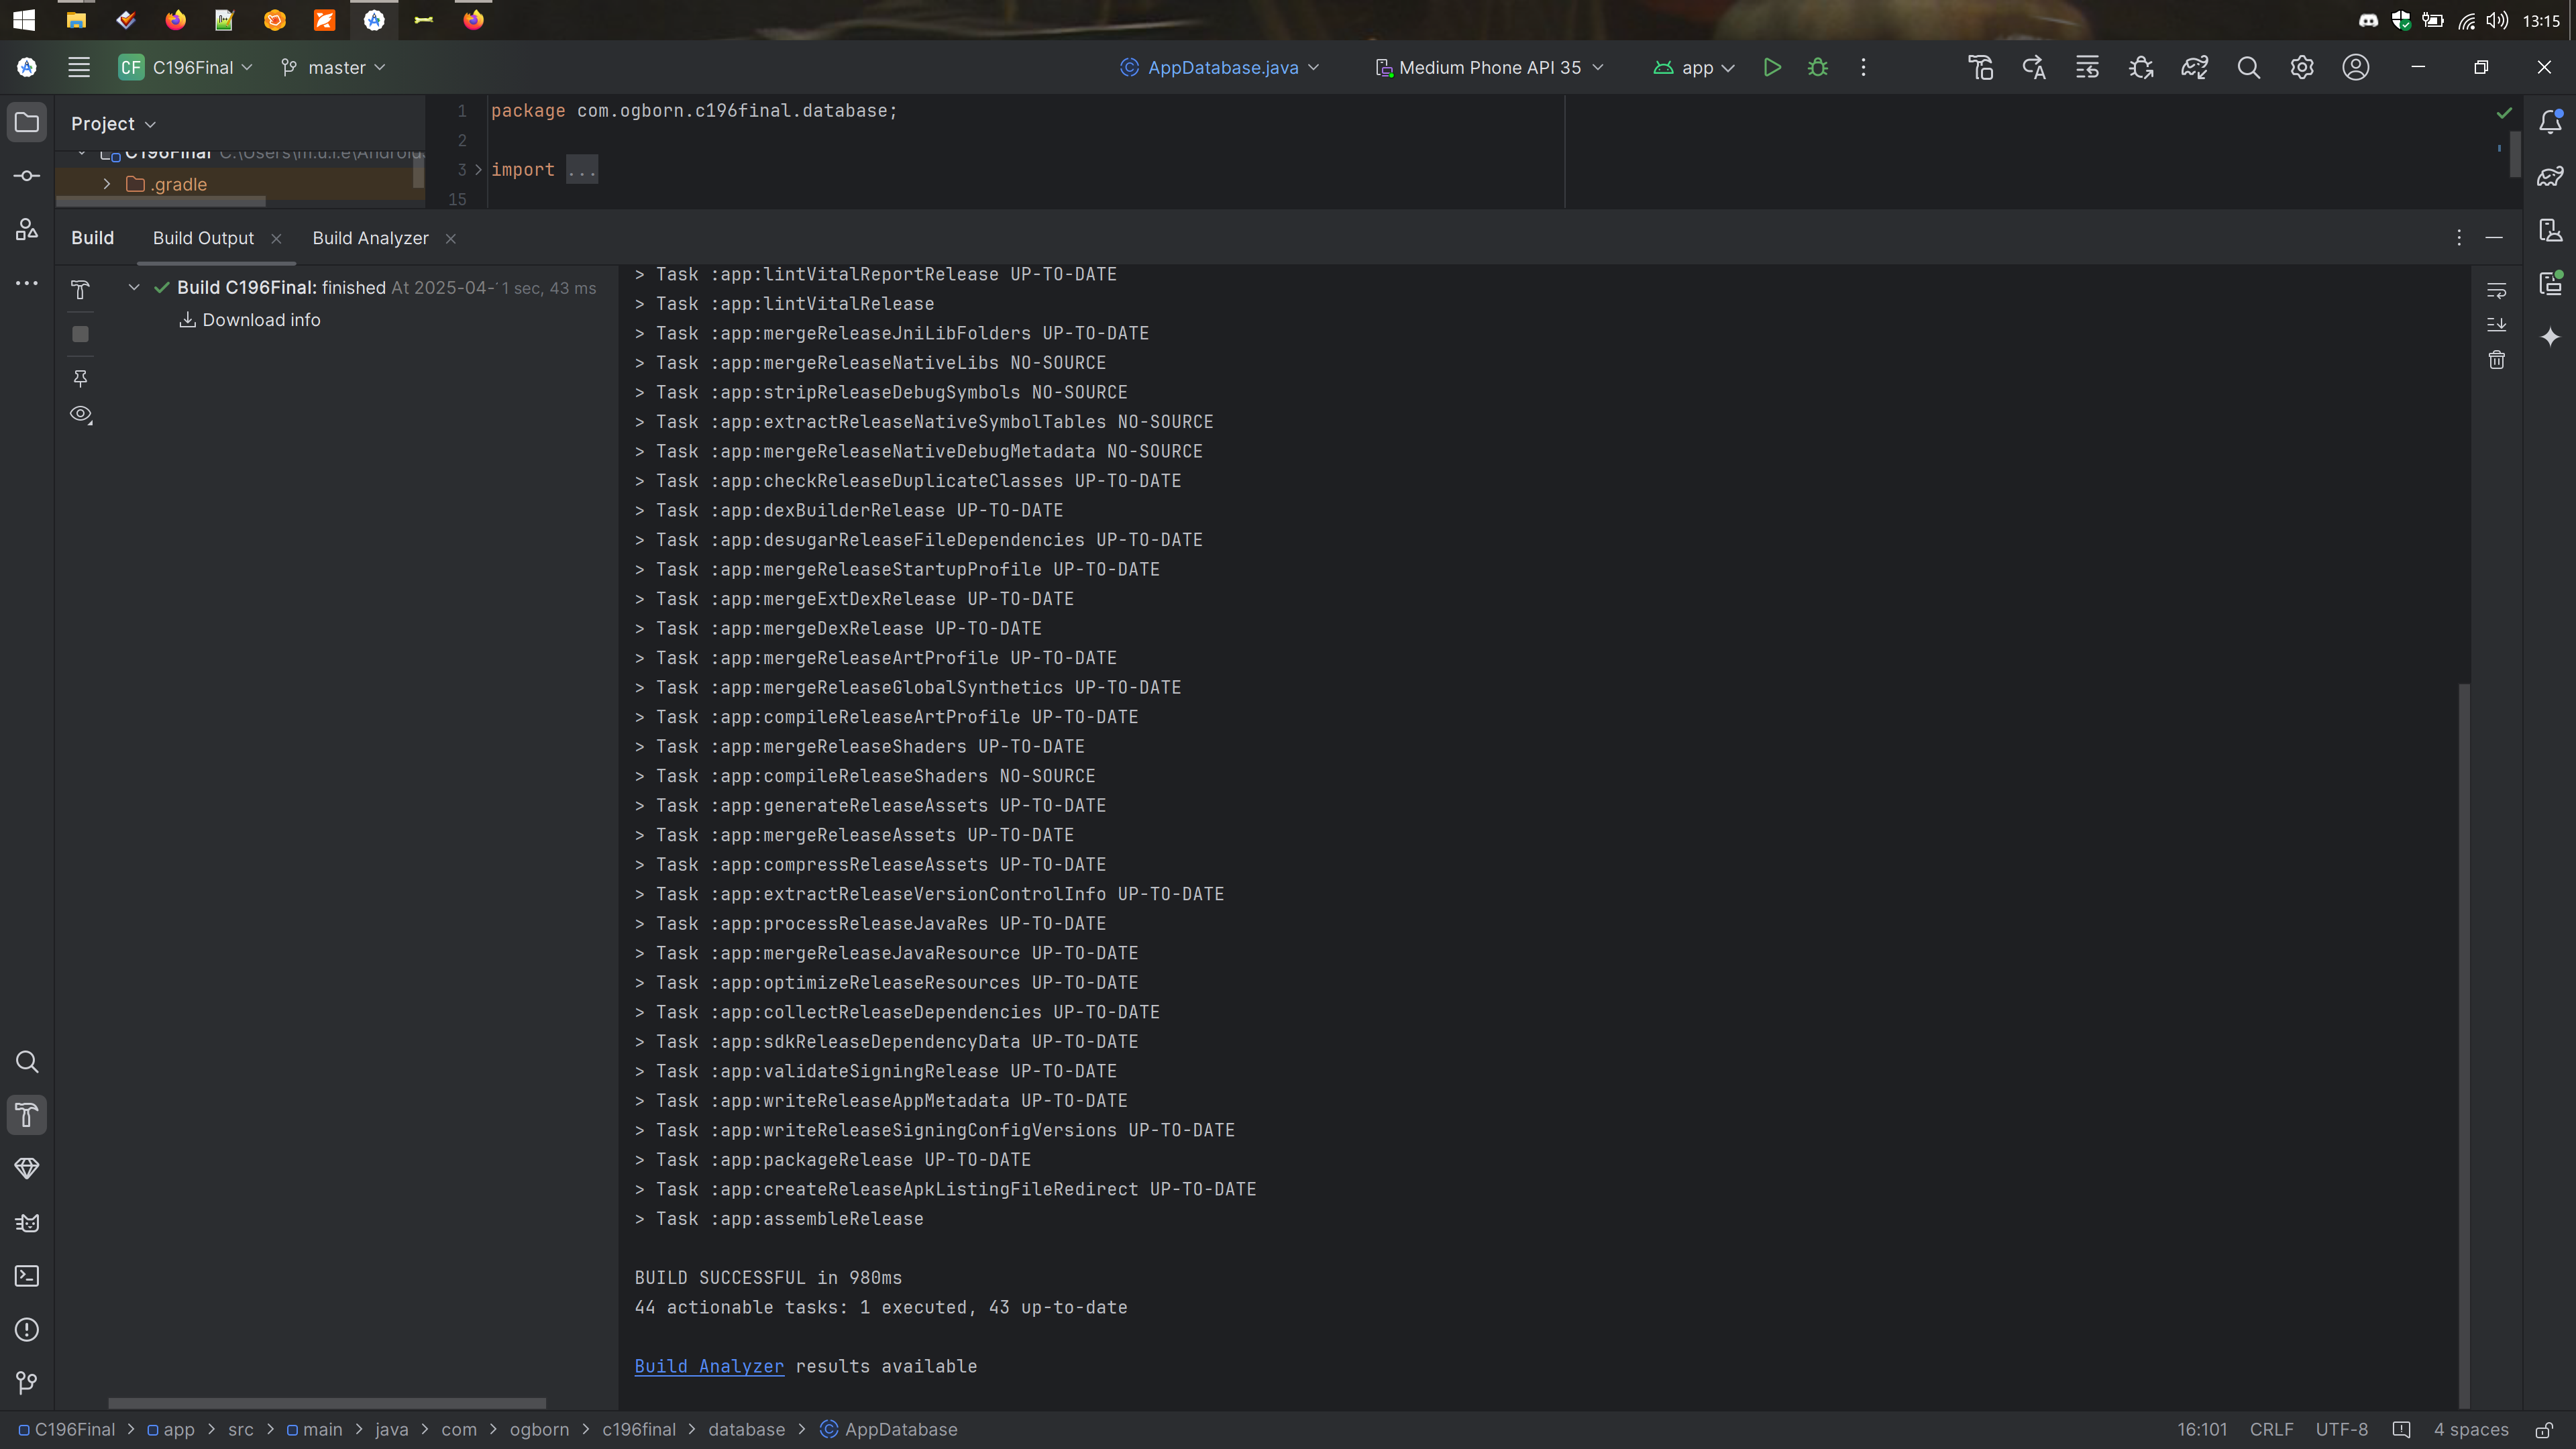 13:15
CF C196Final master AppDatabase.java Medium Phone API 35 app
Project
C196Final C:\Users\m.u.r.e\Androids
.gradle
1 package com.ogborn.c196final.database;
2
3 import ...
15
Build Build Output Build Analyzer
Build C196Final: finished At 2025-04- 1 sec, 43 ms
Download info
> Task :app:lintVitalReportRelease UP-TO-DATE
> Task :app:lintVitalRelease
> Task :app:mergeReleaseJniLibFolders UP-TO-DATE
> Task :app:mergeReleaseNativeLibs NO-SOURCE
> Task :app:stripReleaseDebugSymbols NO-SOURCE
> Task :app:extractReleaseNativeSymbolTables NO-SOURCE
> Task :app:mergeReleaseNativeDebugMetadata NO-SOURCE
> Task :app:checkReleaseDuplicateClasses UP-TO-DATE
> Task :app:dexBuilderRelease UP-TO-DATE
> Task :app:desugarReleaseFileDependencies UP-TO-DATE
> Task :app:mergeReleaseStartupProfile UP-TO-DATE
> Task :app:mergeExtDexRelease UP-TO-DATE
> Task :app:mergeDexRelease UP-TO-DATE
> Task :app:mergeReleaseArtProfile UP-TO-DATE
> Task :app:mergeReleaseGlobalSynthetics UP-TO-DATE
> Task :app:compileReleaseArtProfile UP-TO-DATE
> Task :app:mergeReleaseShaders UP-TO-DATE
> Task :app:compileReleaseShaders NO-SOURCE
> Task :app:generateReleaseAssets UP-TO-DATE
> Task :app:mergeReleaseAssets UP-TO-DATE
> Task :app:compressReleaseAssets UP-TO-DATE
> Task :app:extractReleaseVersionControlInfo UP-TO-DATE
> Task :app:processReleaseJavaRes UP-TO-DATE
> Task :app:mergeReleaseJavaResource UP-TO-DATE
> Task :app:optimizeReleaseResources UP-TO-DATE
> Task :app:collectReleaseDependencies UP-TO-DATE
> Task :app:sdkReleaseDependencyData UP-TO-DATE
> Task :app:validateSigningRelease UP-TO-DATE
> Task :app:writeReleaseAppMetadata UP-TO-DATE
> Task :app:writeReleaseSigningConfigVersions UP-TO-DATE
> Task :app:packageRelease UP-TO-DATE
> Task :app:createReleaseApkListingFileRedirect UP-TO-DATE
> Task :app:assembleRelease
BUILD SUCCESSFUL in 980ms
44 actionable tasks: 1 executed, 43 up-to-date
Build Analyzer results available
C196Final > app > src > main > java > com > ogborn > c196final > database > AppDatabase 16:101 CRLF UTF-8 4 spaces